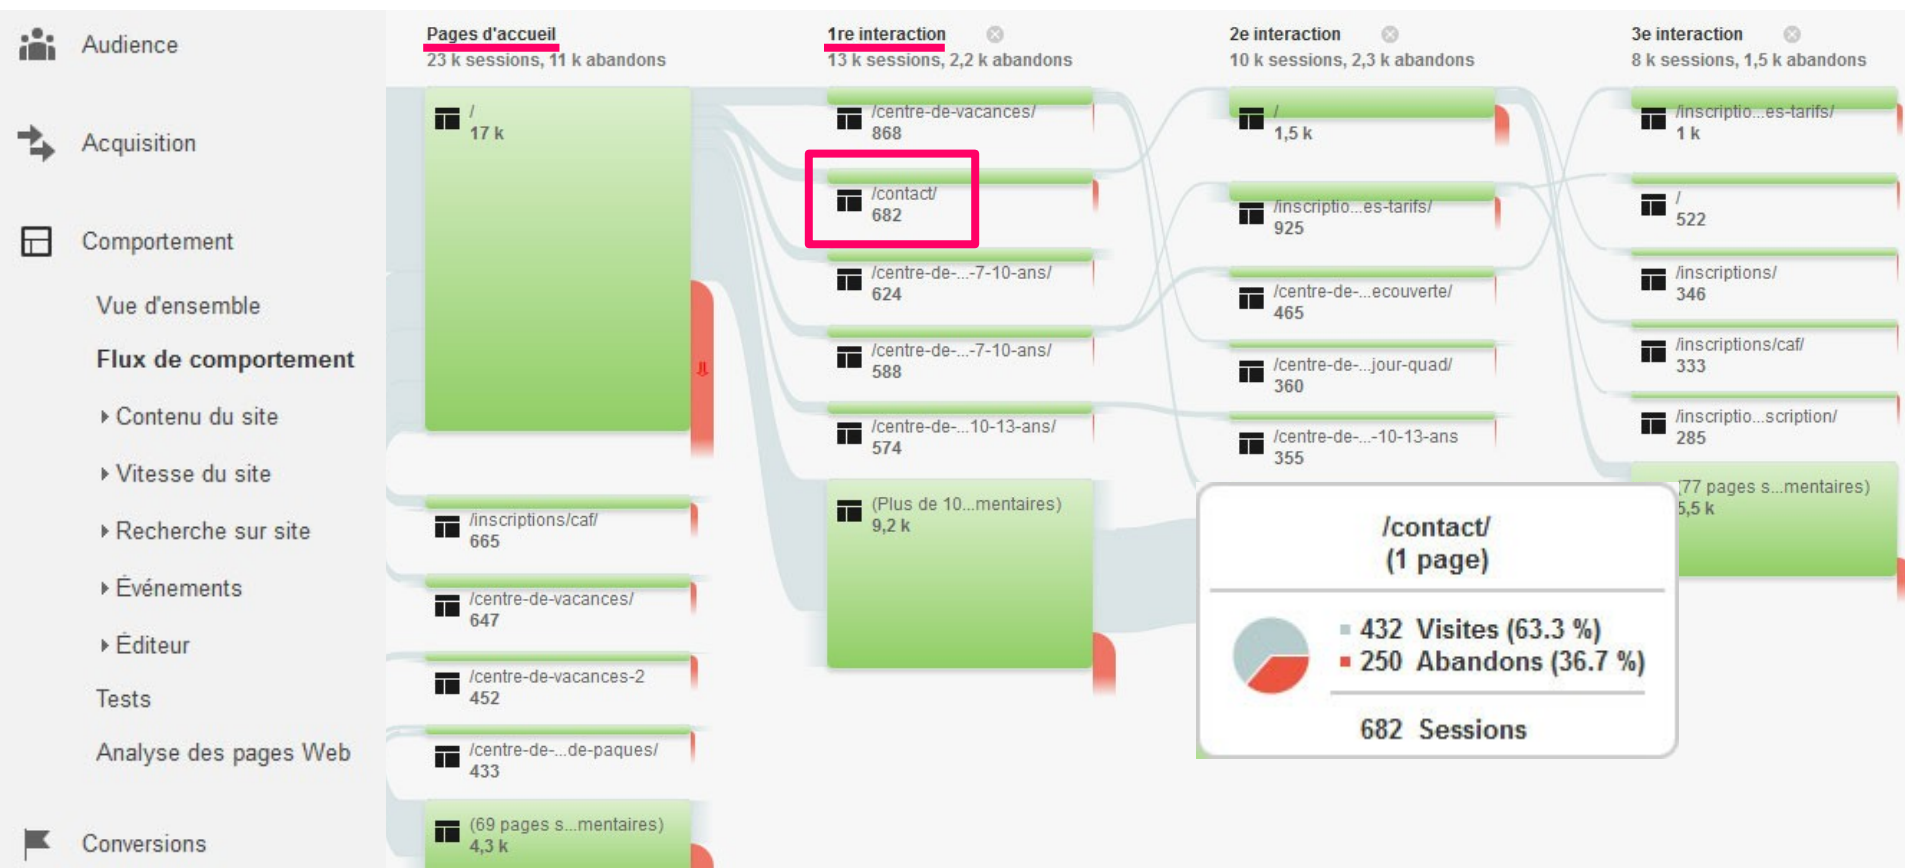 Audience
Acquisition
Comportement
Vue d'ensemble
Flux de comportement
Contenu du site
Vitesse du site
Recherche sur site
Événements
Éditeur
Tests
Analyse des pages Web
Conversions
Pages d'accueil
23 k sessions, 11 k abandons
/
17 k
/inscriptions/caf/
665
/centre-de-vacances/
647
/centre-de-vacances-2
452
/centre-de-...de-paques/
433
(69 pages s...mentaires)
4,3 k
1re interaction
13 k sessions, 2,2 k abandons
/centre-de-vacances/
868
/contact/
682
/centre-de-...-7-10-ans/
624
/centre-de-...-7-10-ans/
588
/centre-de-...10-13-ans/
574
(Plus de 10...mentaires)
9,2 k
2e interaction
10 k sessions, 2,3 k abandons
/
1,5 k
/inscriptio...es-tarifs/
925
/centre-de-...ecouverte/
465
/centre-de-...jour-quad/
360
/centre-de-...-10-13-ans
355
3e interaction
8 k sessions, 1,5 k abandons
/inscriptio...es-tarifs/
1 k
/
522
/inscriptions/
346
/inscriptions/caf/
333
/inscriptio...scription/
285
(77 pages s...mentaires)
5,5 k
/contact/
(1 page)
432 Visites (63.3 %)
250 Abandons (36.7 %)
682 Sessions